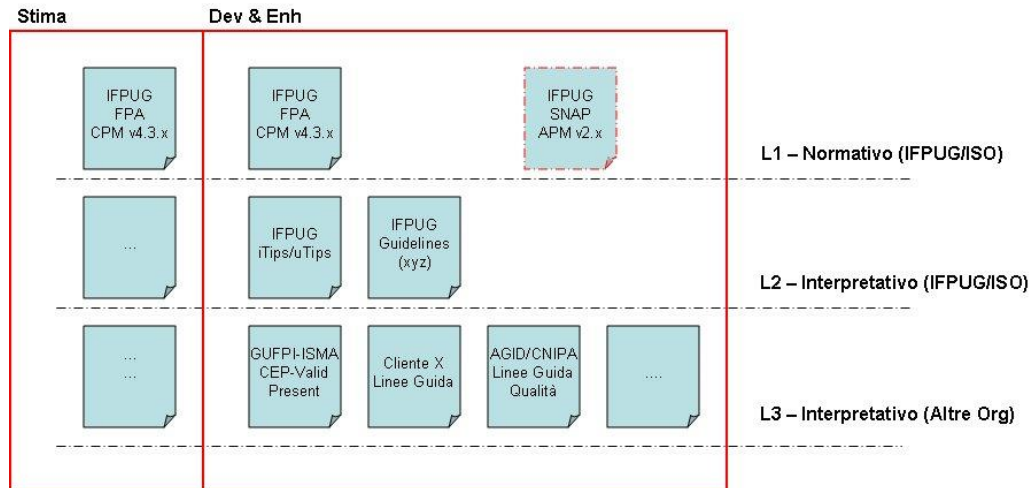 Stima
Dev & Enh
IFPUG
FPA
CPM v4.3.x
IFPUG
FPA
CPM v4.3.x
IFPUG
SNAP
APM v2.x
L1 – Normativo (IFPUG/ISO)
...
IFPUG
iTips/uTips
IFPUG
Guidelines
(xyz)
L2 – Interpretativo (IFPUG/ISO)
...
...
GUFPI-ISMA
CEP-Valid
Present
Cliente X
Linee Guida
AGID/CNIPA
Linee Guida
Qualità
....
L3 – Interpretativo (Altre Org)